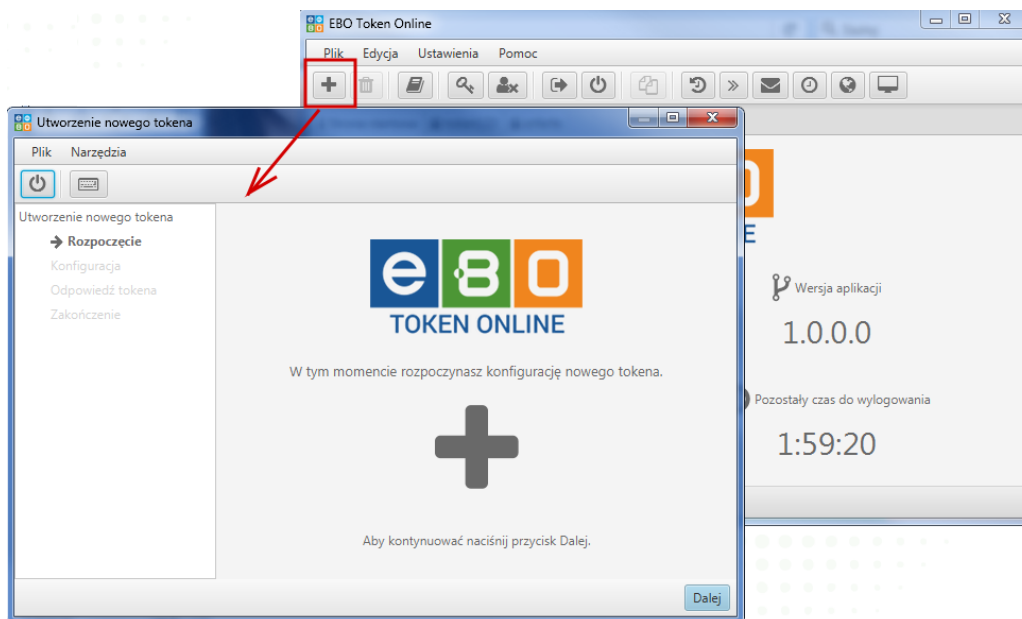 EBO Token Online
Plik Edycja Ustawienia Pomoc
Utworzenie nowego tokena
Plik Narzędzia
Utworzenie nowego tokena
Rozpoczęcie
Konfiguracja
Odpowiedź tokena
Zakończenie
eBO
TOKEN ONLINE
W tym momencie rozpoczynasz konfigurację nowego tokena.
Aby kontynuować naciśnij przycisk Dalej.
Dalej
E
Wersja aplikacji
1.0.0.0
Pozostały czas do wylogowania
1:59:20